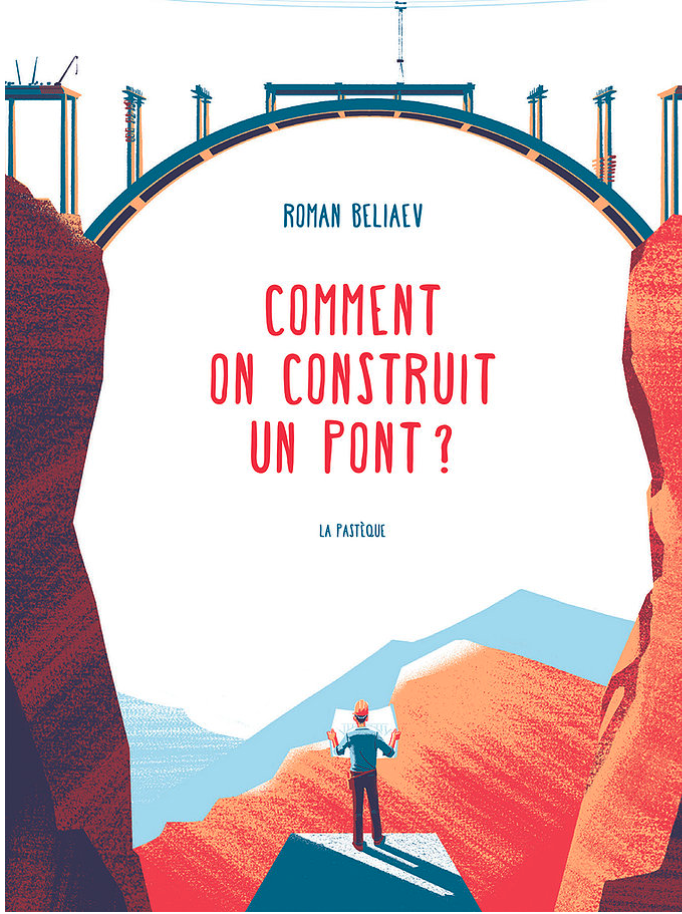 ROMAN BELIAEV
COMMENT
ON CONSTRUIT
UN PONT ?
LA PASTÈQUE